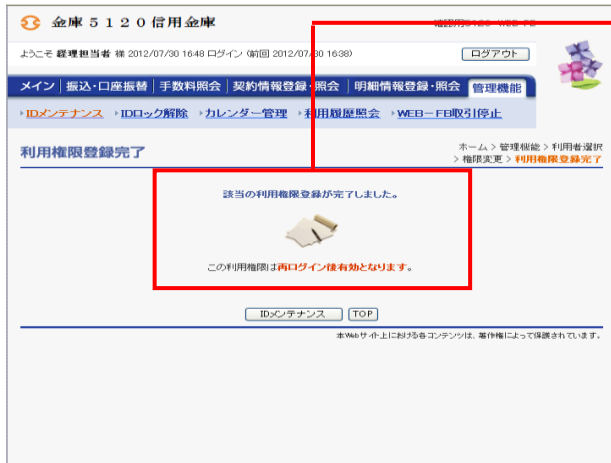 金庫5120信用金庫
ようこそ 経理担当者 様 2012/07/30 16:48 ログイン (前回 2012/07/30 16:38)
ログアウト
メイン 振込・口座振替 手数料照会 契約情報登録・照会 明細情報登録・照会 管理機能
IDメンテナンス IDロック解除 カレンダー管理 利用履歴照会 WEB-FB取引停止
利用権限登録完了
ホーム > 管理機能 > 利用者選択
> 権限変更 > 利用権限登録完了
該当の利用権限登録が完了しました。
この利用権限は再ログイン後有効となります。
IDメンテナンス TOP
本Webサイト上における各コンテンツは、著作権によって保護されています。